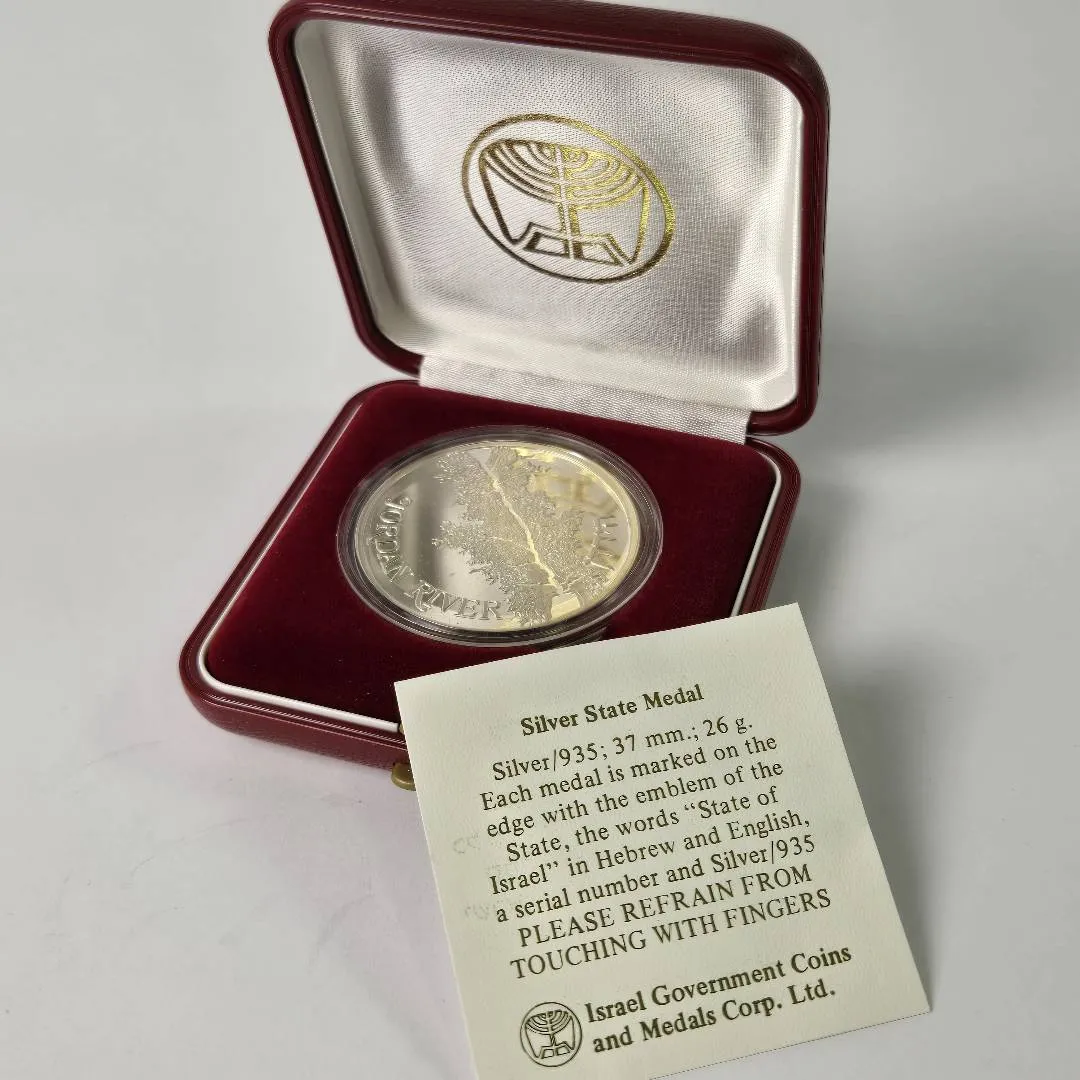 JORDAN RIVER
Silver State Medal
Silver/935; 37 mm.; 26 g.
Each medal is marked on the
edge with the emblem of the
State, the words “State of
Israel” in Hebrew and English,
a serial number and Silver/935
PLEASE REFRAIN FROM
TOUCHING WITH FINGERS
Israel Government Coins
and Medals Corp. Ltd.